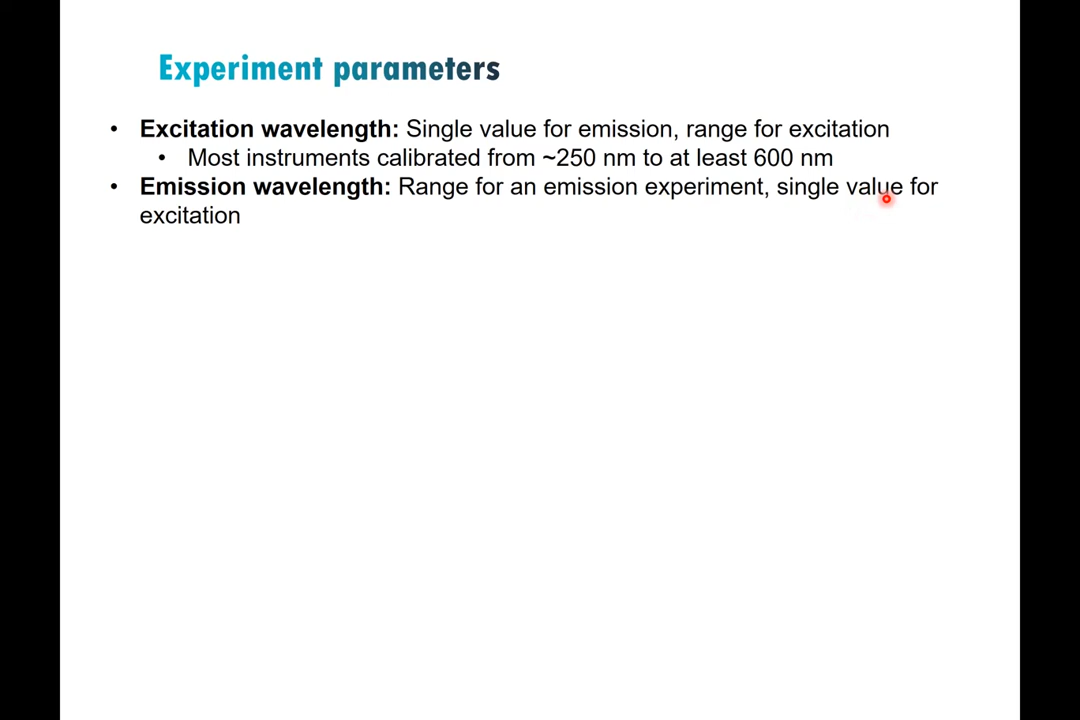 Experiment parameters
• Excitation wavelength: Single value for emission, range for excitation
• Most instruments calibrated from ~250 nm to at least 600 nm
• Emission wavelength: Range for an emission experiment, single value for
excitation